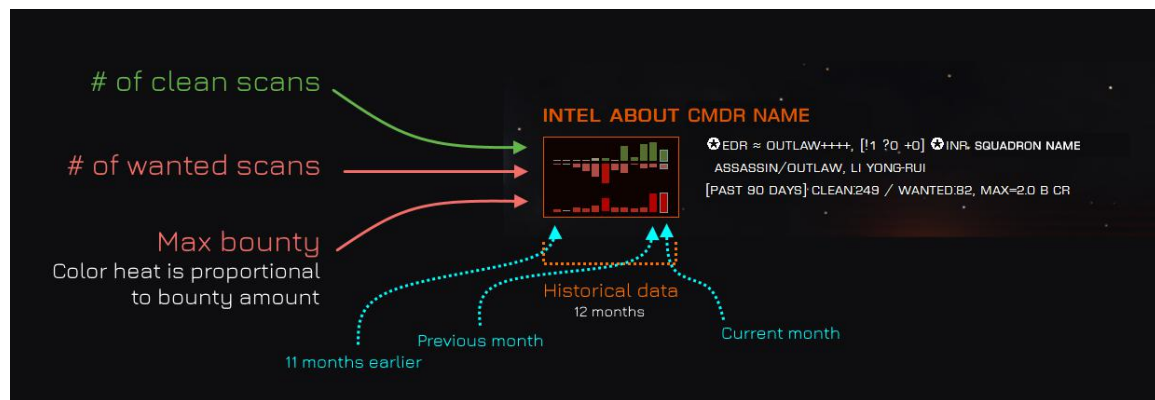 # of clean scans
# of wanted scans
Max bounty
Color heat is proportional
to bounty amount
INTEL ABOUT CMDR NAME
EDR ≈ OUTLAW++++, [!1 ?0 +0] INR SQUADRON NAME
ASSASSIN/OUTLAW, LI YONG-RUI
[PAST 90 DAYS]: CLEAN:249 / WANTED:82, MAX=2.0 B CR
Historical data
12 months
11 months earlier
Previous month
Current month